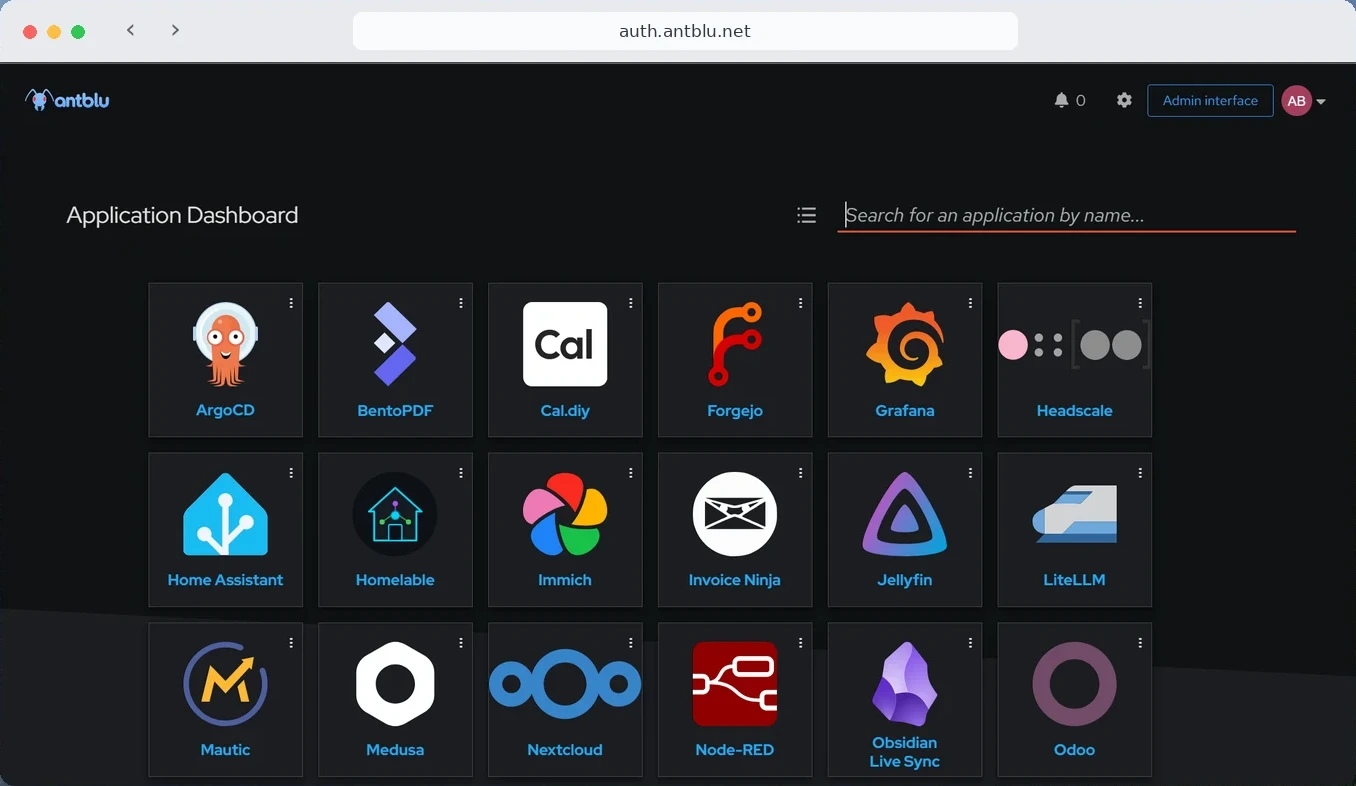 auth.antblu.net
antblu
0
Admin interface
AB
Application Dashboard
Search for an application by name...
Cal
ArgoCD
BentoPDF
Cal.diy
Forgejo
Grafana
Headscale
Home Assistant
Homelable
Immich
Invoice Ninja
Jellyfin
LiteLLM
Mautic
Medusa
Nextcloud
Node-RED
Obsidian
Live Sync
Odoo